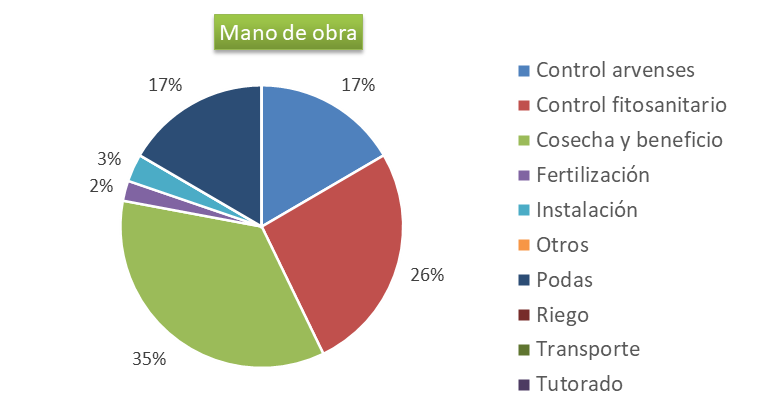 Mano de obra
17%
17%
3%
2%
26%
35%
Control arvenses
Control fitosanitario
Cosecha y beneficio
Fertilización
Instalación
Otros
Podas
Riego
Transporte
Tutorado